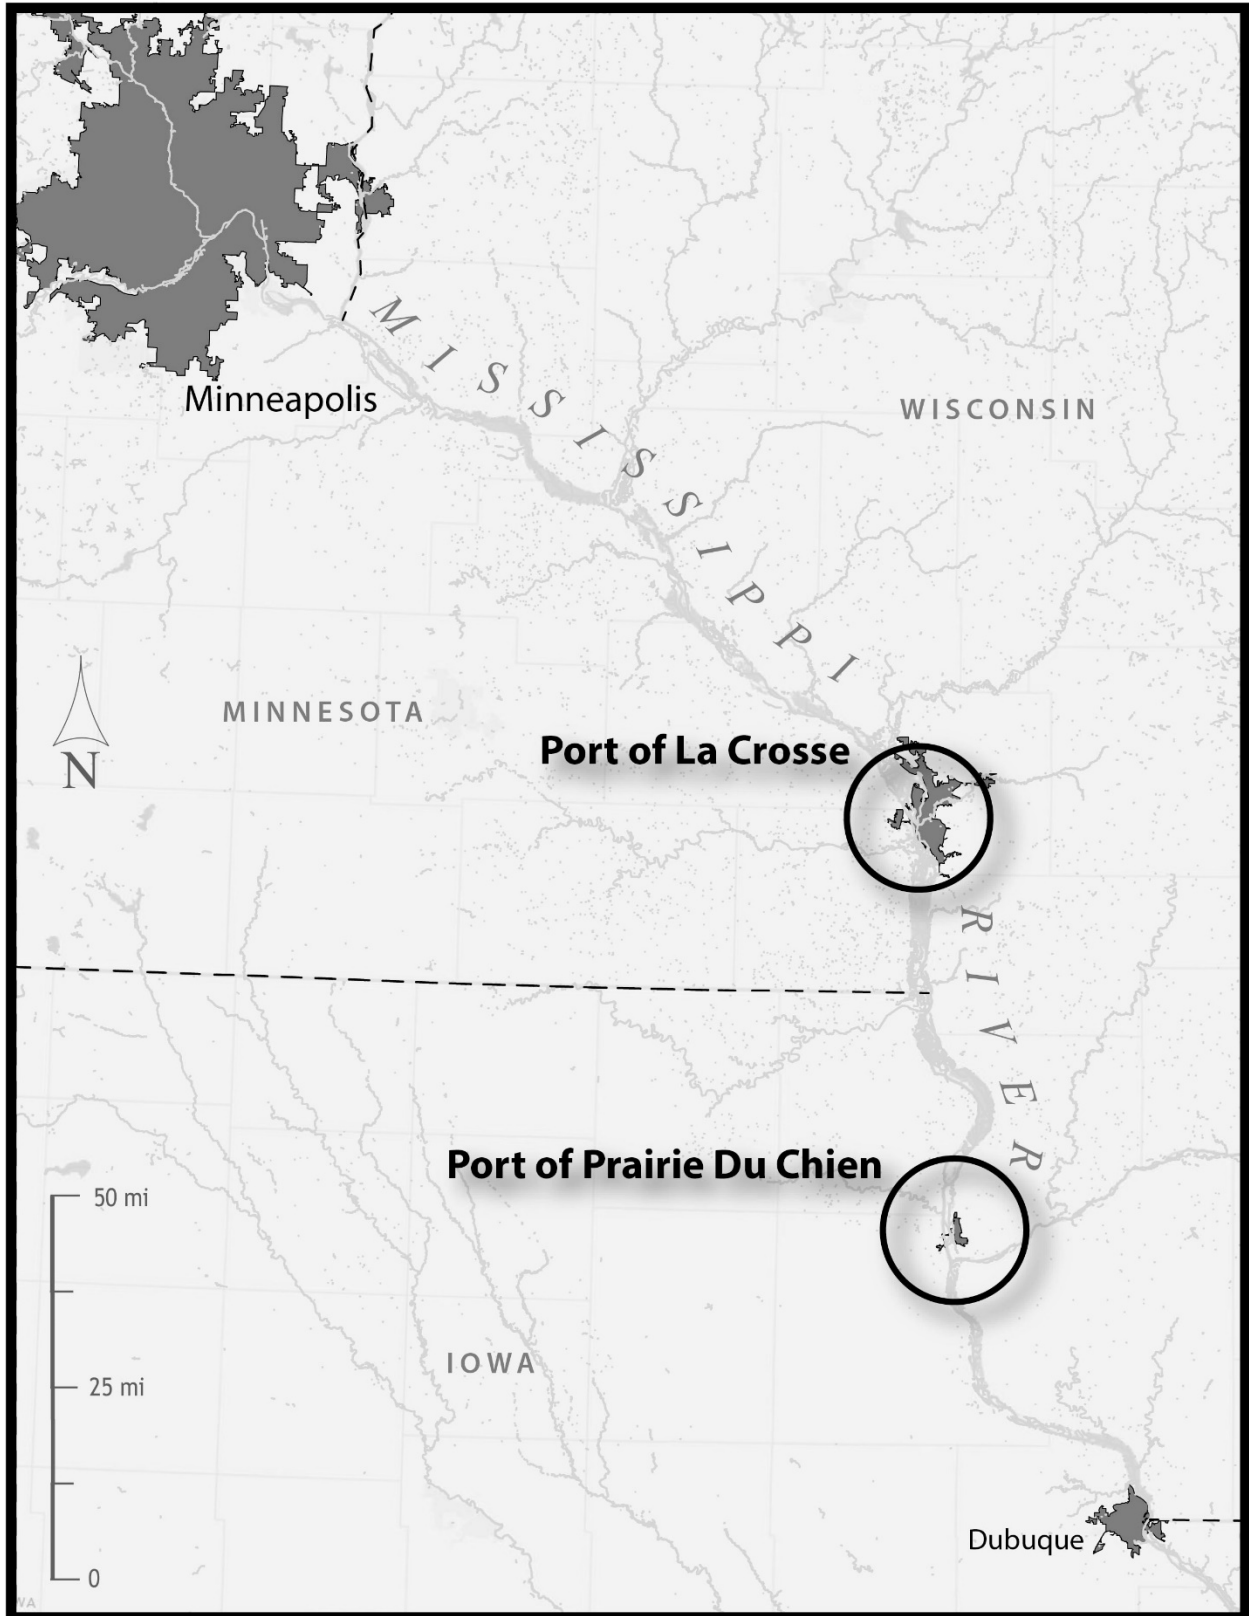 Minneapolis
MISSISSIPPI RIVER
WISCONSIN
MINNESOTA
N
Port of La Crosse
Port of Prairie Du Chien
50 mi
25 mi
0
IOWA
Dubuque
WA